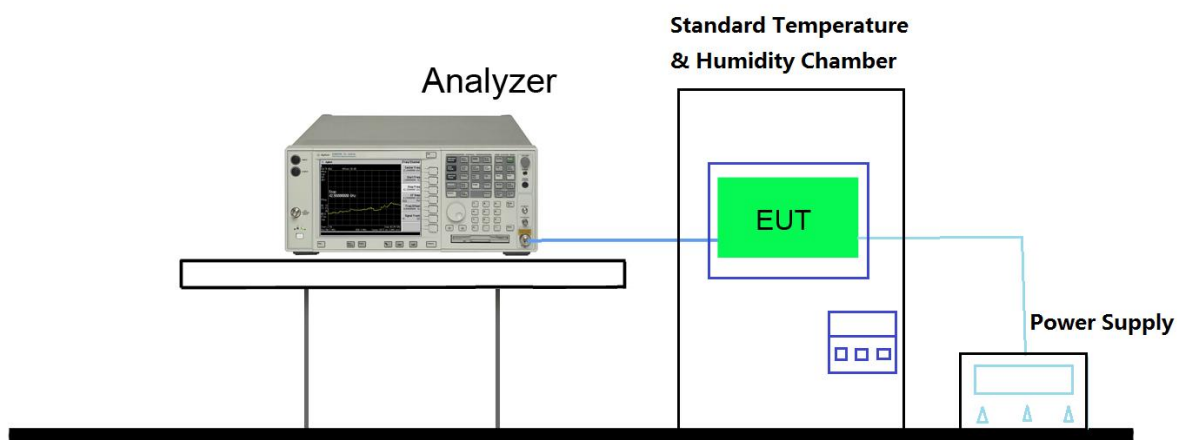 Standard Temperature
& Humidity Chamber
Analyzer
EUT
Power Supply